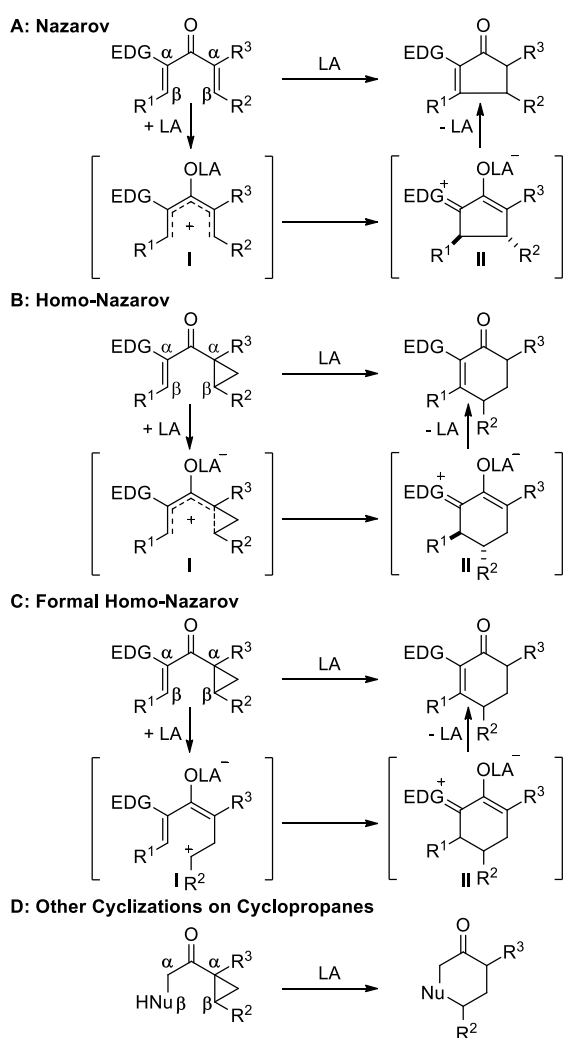 A: Nazarov
O
EDG α R³
β β
R¹ R²
LA
O
EDG R³
R¹ R²
+ LA
- LA
OLA
EDG R³
+
R¹ R²
I
OLA⁻
EDG⁺ R³
R¹ R²
II
B: Homo-Nazarov
O
EDG α α R³
R¹ β β R²
LA
O
EDG R³
R¹ R²
+ LA
- LA
OLA⁻
EDG R³
+
R¹ R²
I
OLA⁻
EDG⁺ R³
R¹ R²
II
C: Formal Homo-Nazarov
O
EDG α α R³
R¹ β β R²
LA
O
EDG R³
R¹ R²
+ LA
- LA
OLA⁻
EDG R³
R¹ +
I R²
OLA⁻
EDG⁺ R³
R¹ R²
II
D: Other Cyclizations on Cyclopropanes
O
α α R³
HNu β β R²
LA
O
R³
Nu
R²